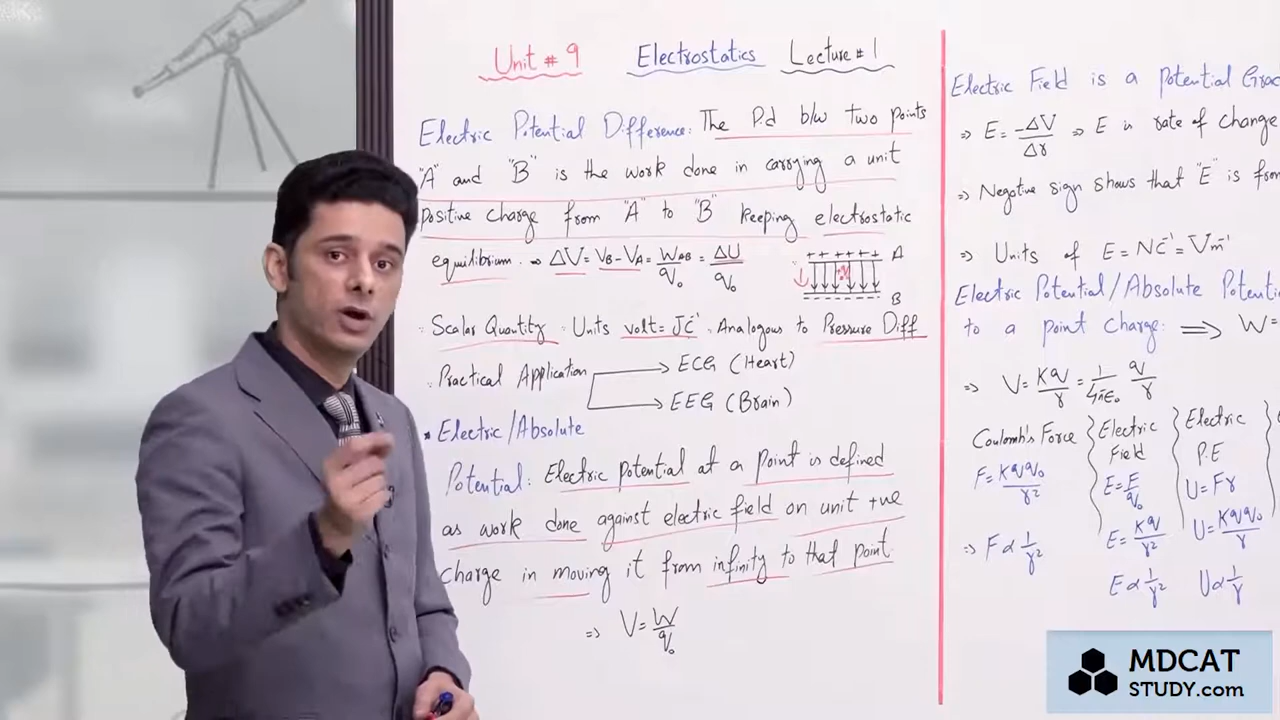 Unit # 9 Electrostatics Lecture # 1
Electric Potential Difference: The P.d b/w two points
"A" and "B" is the work done in carrying a unit
positive charge from "A" to "B" keeping electrostatic
equilibrium. ⇒ ΔV = VB - VA = WAB/q₀ = ΔU/q₀
+ + + + + + A
B
∴ Scalar Quantity ∴ Units volt = JC⁻¹ ∴ Analogous to Pressure Diff
∴ Practical Application
ECG (Heart)
EEG (Brain)
* Electric/Absolute
Potential: Electric potential at a point is defined
as work done against electric field on unit +ve
charge in moving it from infinity to that point
⇒ V = W/q₀
Electric Field is a Potential Grad
⇒ E = -ΔV/Δr ⇒ E is rate of change
⇒ Negative sign shows that "E" is from
⇒ Units of E = NC⁻¹ = Vm⁻¹
Electric Potential/Absolute Potenti
to a point charge: ⇒ W =
⇒ V = Kq/r = 1/4πε₀ q/r
Coulomb's Force
F = Kqq₀/r²
⇒ F ∝ 1/r²
Electric
Field
E = F/q₀
E = Kq/r²
E ∝ 1/r²
Electric
P.E
U = Fr
U = Kqq₀/r
U ∝ 1/r
MDCAT
STUDY.com